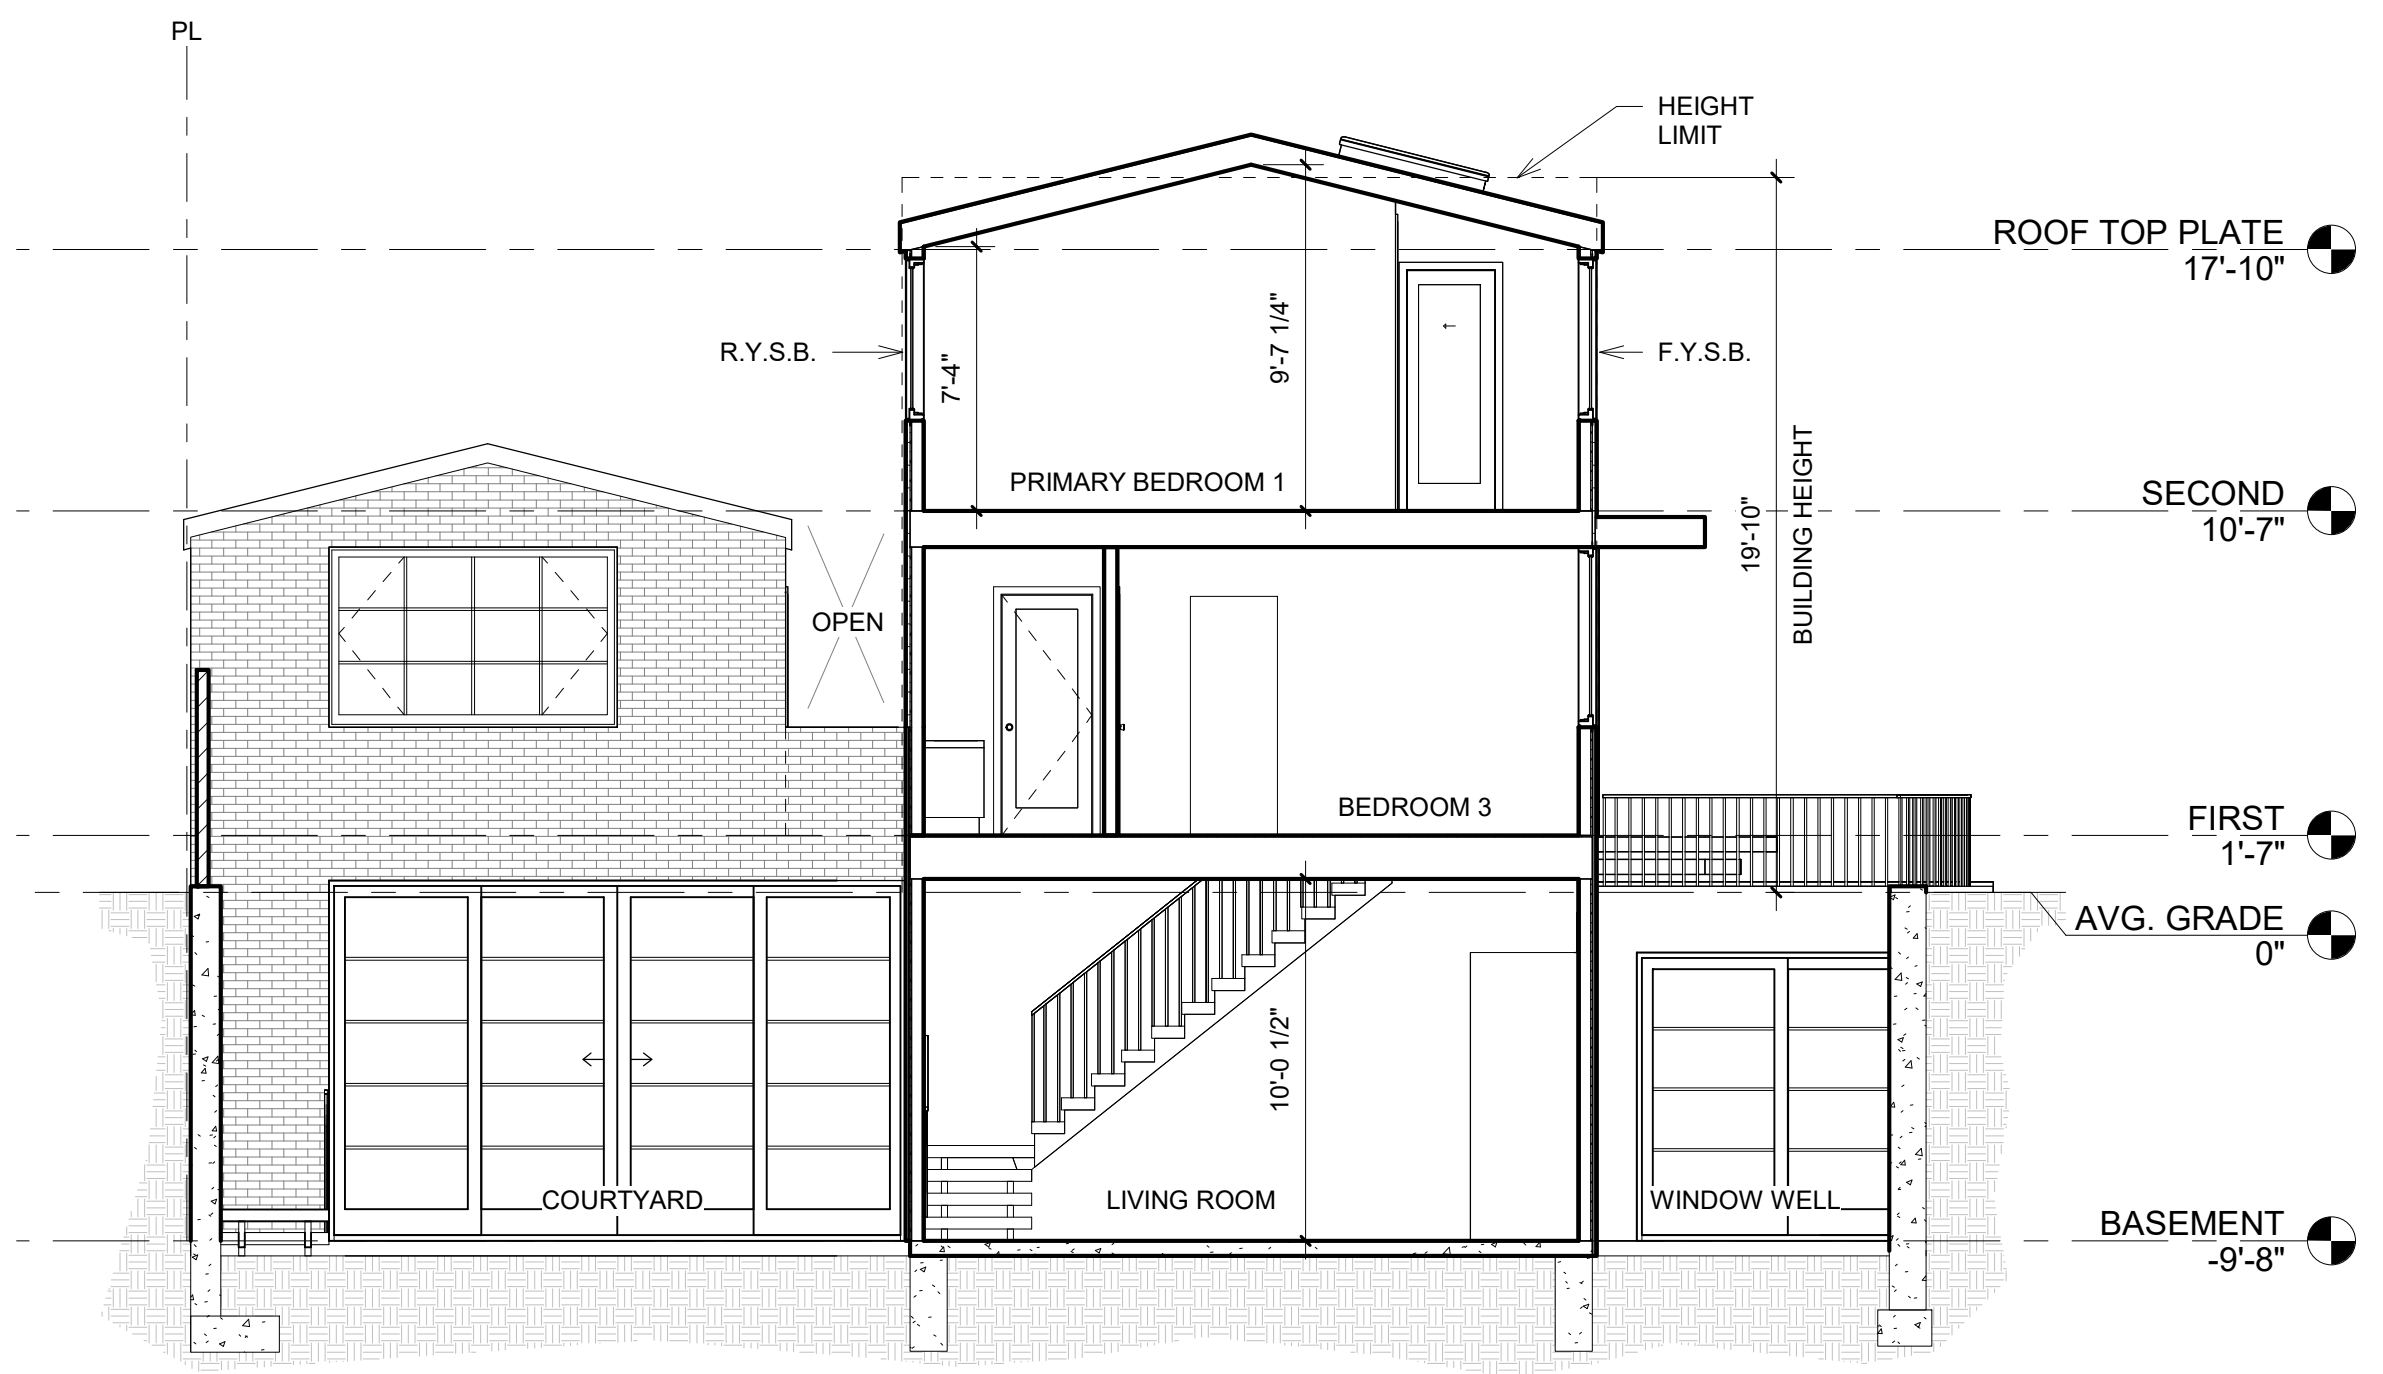 PL
HEIGHT
LIMIT
ROOF TOP PLATE
17'-10"
R.Y.S.B.
7'-4"
9'-7 1/4"
F.Y.S.B.
PRIMARY BEDROOM 1
SECOND
10'-7"
19'-10"
BUILDING HEIGHT
OPEN
BEDROOM 3
FIRST
1'-7"
AVG. GRADE
0"
10'-0 1/2"
COURTYARD
LIVING ROOM
WINDOW WELL
BASEMENT
-9'-8"